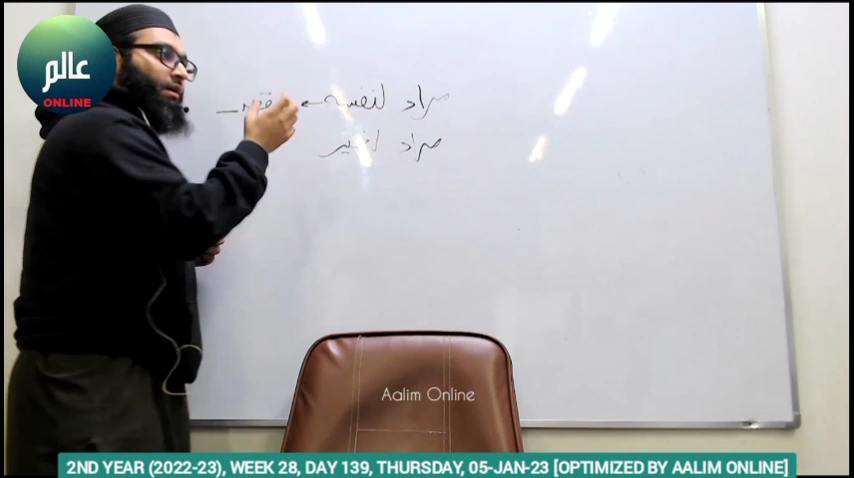 عالم
ONLINE
مراد لنفسه
مراد لغير
Aalim Online
2ND YEAR (2022-23), WEEK 28, DAY 139, THURSDAY, 05-JAN-23 [OPTIMIZED BY AALIM ONLINE]